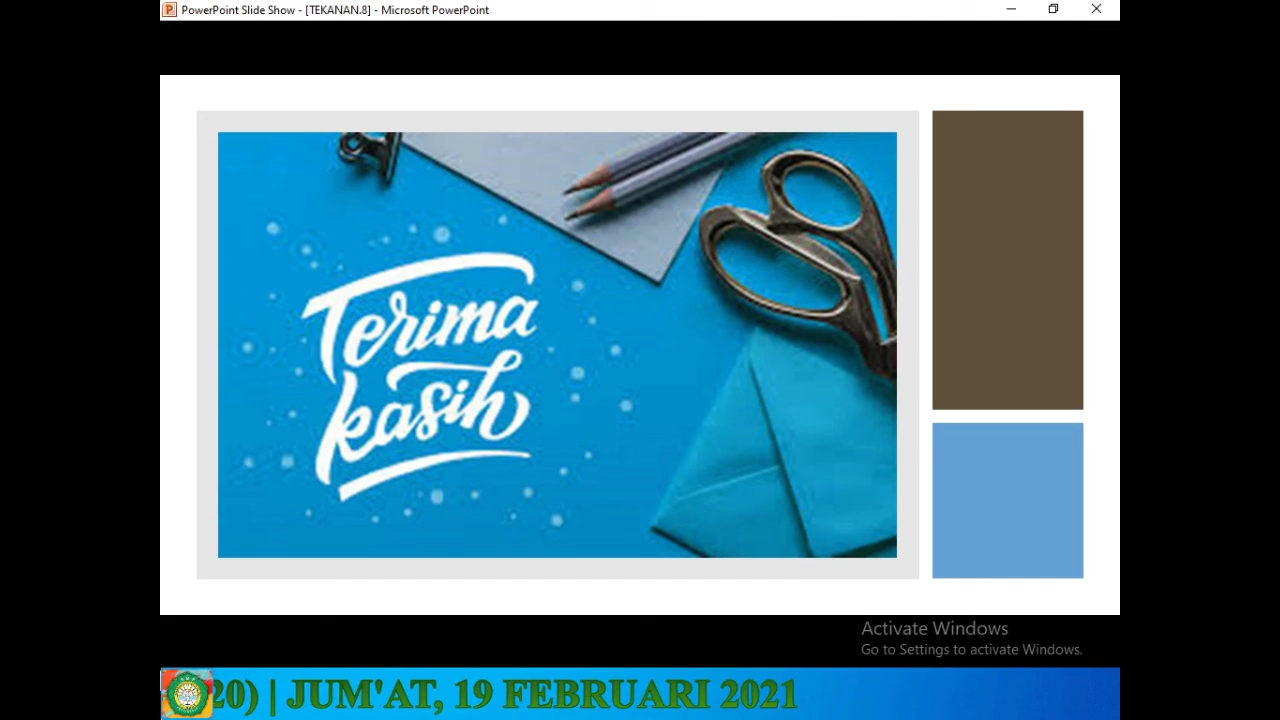 PowerPoint Slide Show - [TEKANAN.8] - Microsoft PowerPoint
Terima
kasih
Activate Windows
Go to Settings to activate Windows.
20) | JUM'AT, 19 FEBRUARI 2021